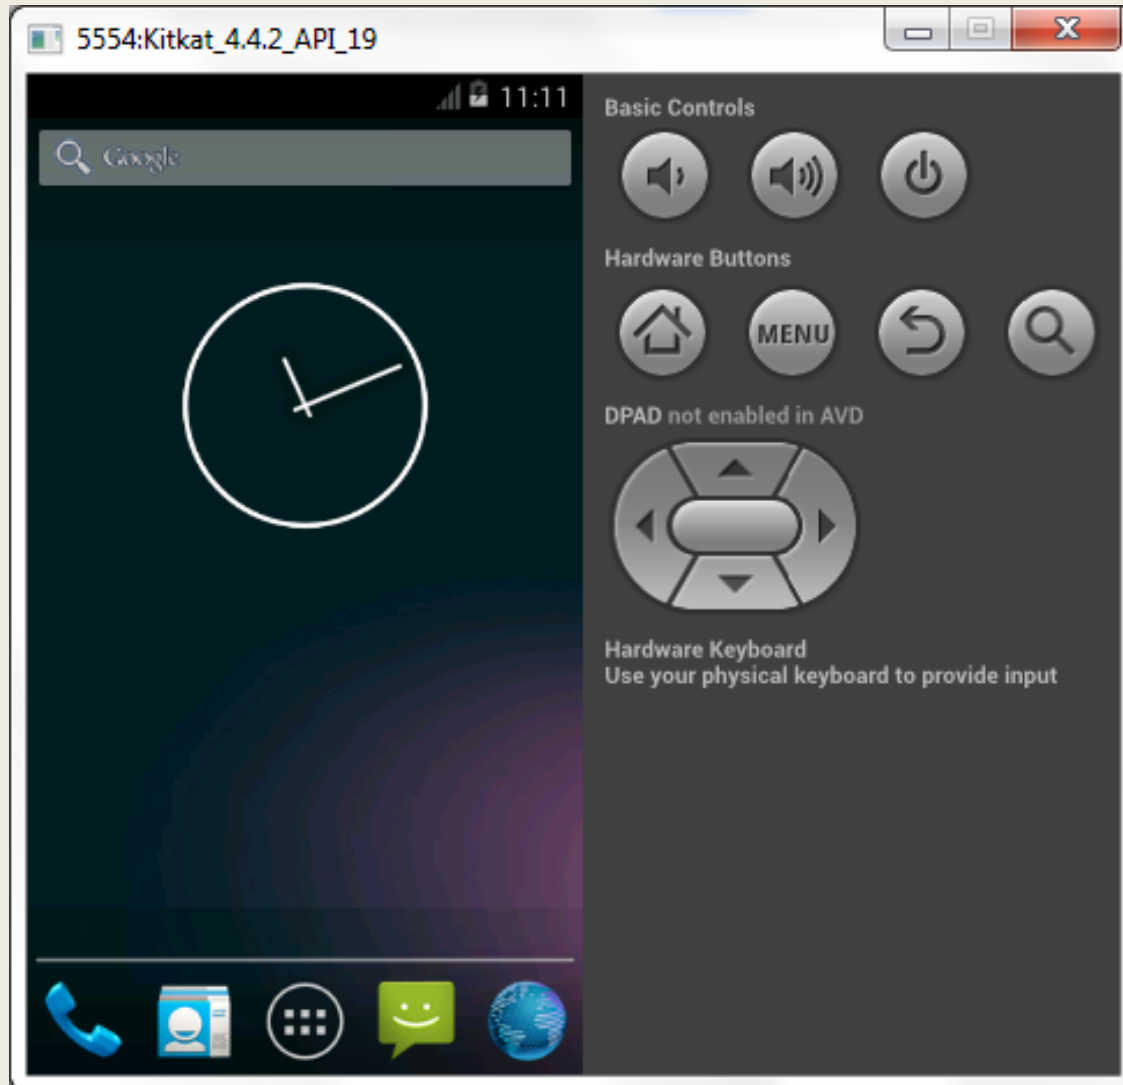 5554:Kitkat_4.4.2_API_19
11:11
Google
Basic Controls
Hardware Buttons
MENU
DPAD not enabled in AVD
Hardware Keyboard
Use your physical keyboard to provide input